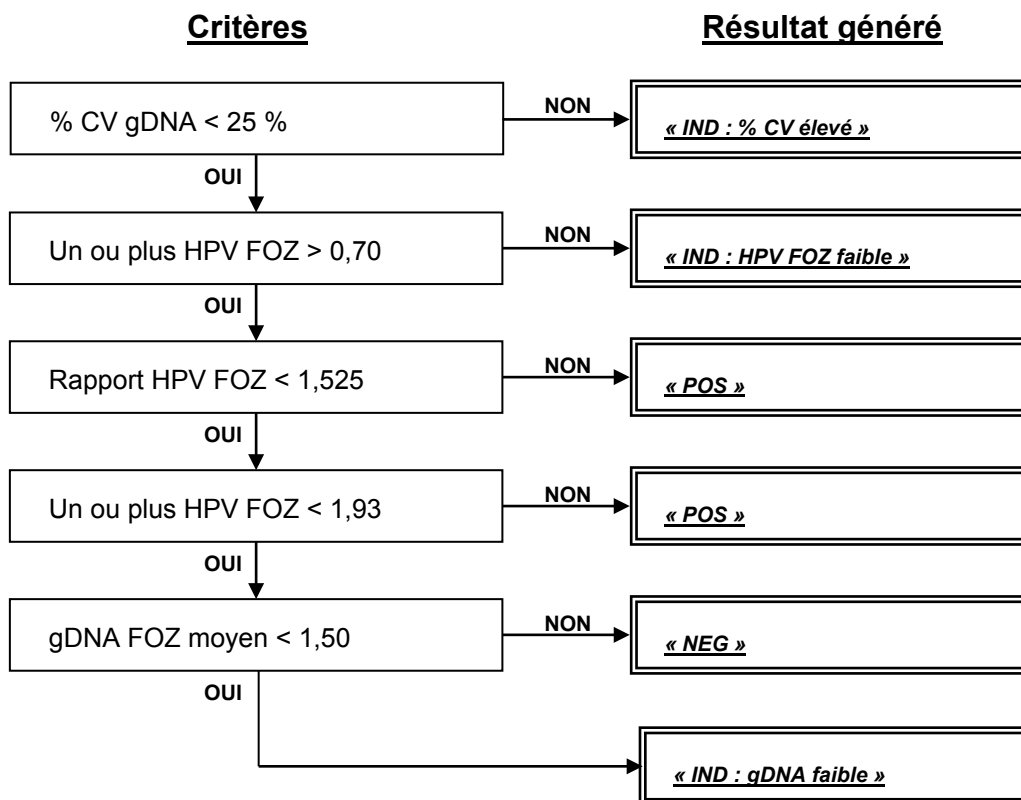 Critères
Résultat généré
% CV gDNA < 25 %
NON
« IND : % CV élevé »
OUI
Un ou plus HPV FOZ > 0,70
NON
« IND : HPV FOZ faible »
OUI
Rapport HPV FOZ < 1,525
NON
« POS »
OUI
Un ou plus HPV FOZ < 1,93
NON
« POS »
OUI
gDNA FOZ moyen < 1,50
NON
« NEG »
OUI
« IND : gDNA faible »